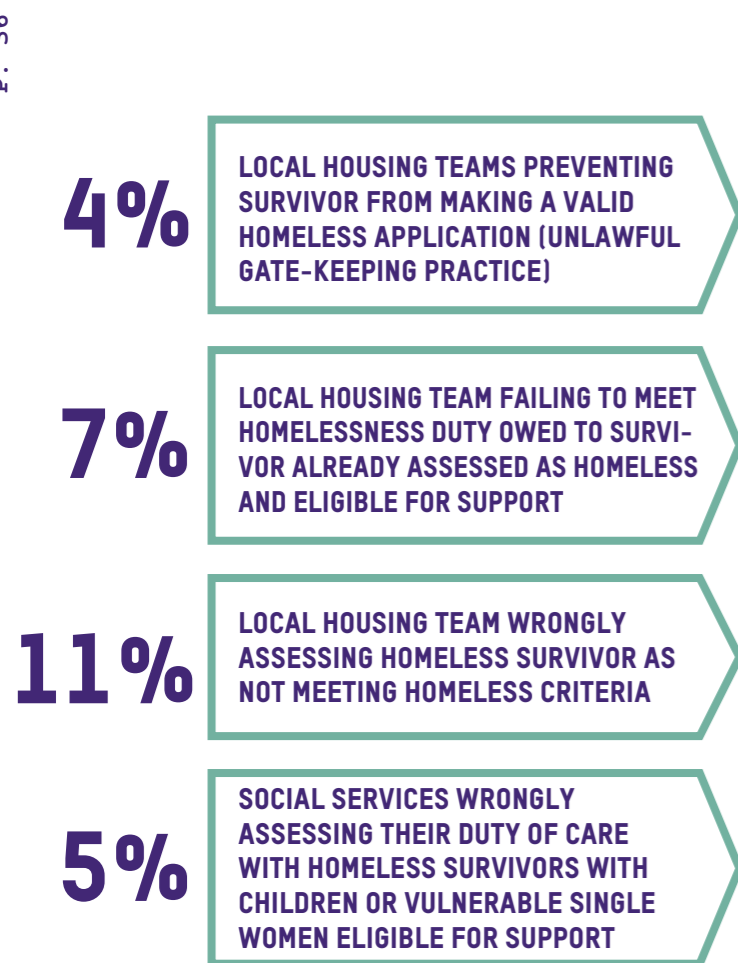 4%
LOCAL HOUSING TEAMS PREVENTING
SURVIVOR FROM MAKING A VALID
HOMELESS APPLICATION (UNLAWFUL
GATE-KEEPING PRACTICE)
7%
LOCAL HOUSING TEAM FAILING TO MEET
HOMELESSNESS DUTY OWED TO SURVI-
VOR ALREADY ASSESSED AS HOMELESS
AND ELIGIBLE FOR SUPPORT
11%
LOCAL HOUSING TEAM WRONGLY
ASSESSING HOMELESS SURVIVOR AS
NOT MEETING HOMELESS CRITERIA
5%
SOCIAL SERVICES WRONGLY
ASSESSING THEIR DUTY OF CARE
WITH HOMELESS SURVIVORS WITH
CHILDREN OR VULNERABLE SINGLE
WOMEN ELIGIBLE FOR SUPPORT